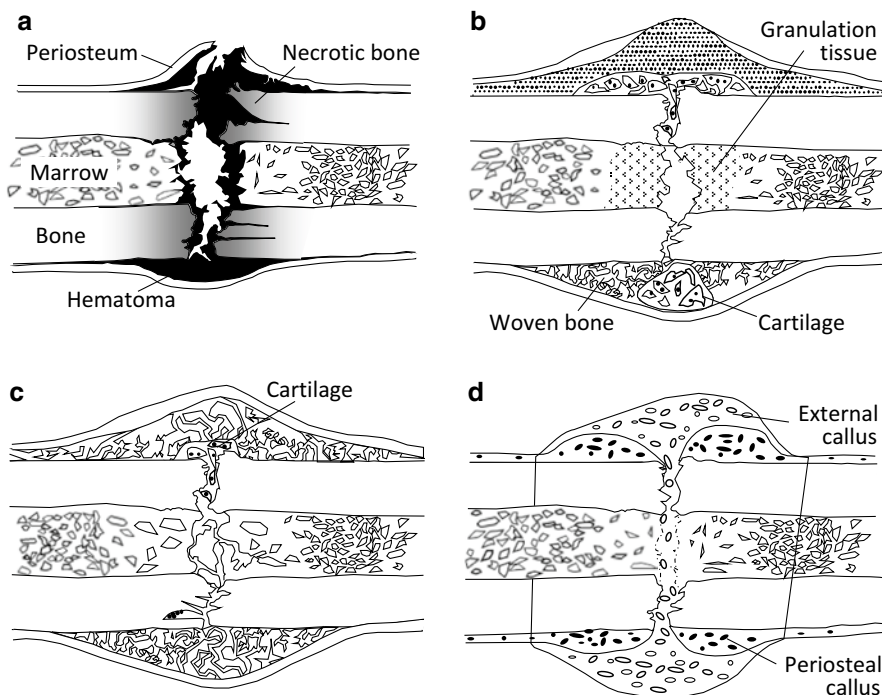 a
Periosteum
Necrotic bone
Marrow
Bone
Hematoma
b
Granulation
tissue
Woven bone
Cartilage
c
Cartilage
d
External
callus
Periosteal
callus